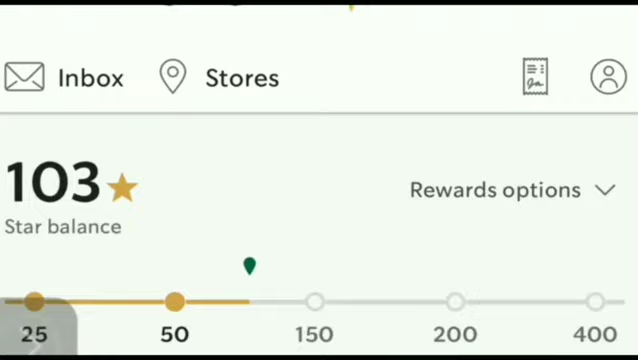 Inbox
Stores
103
Rewards options
Star balance
25 50 150 200 400